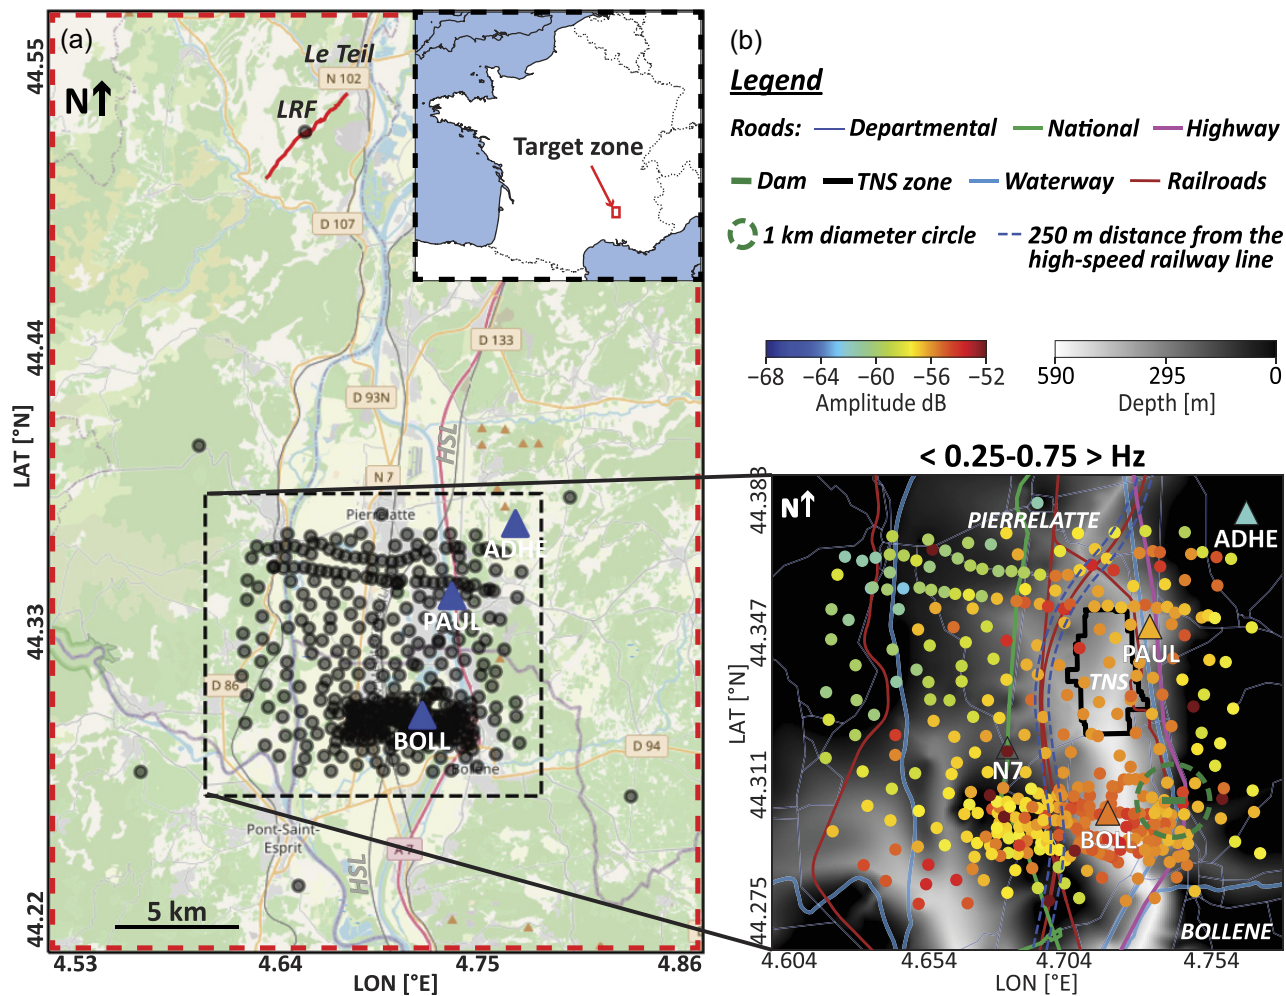 (a)
N
Le Teil
N 102
LRF
D 107
Target zone
D 133
D 93N
HSL
N 7
Pierrelatte
ADHE
PAUL
D 86
BOLL
Bollène
D 94
Pont-Saint-
Esprit
A 7
HSL
5 km
44.55
44.44
44.33
44.22
LAT [°N]
4.53
4.64
4.75
4.86
LON [°E]
(b)
Legend
Roads: Departmental National Highway
Dam TNS zone Waterway Railroads
1 km diameter circle 250 m distance from the
high-speed railway line
−68 −64 −60 −56 −52
Amplitude dB
590 295 0
Depth [m]
< 0.25-0.75 > Hz
N
PIERRELATTE
ADHE
PAUL
TNS
N7
BOLL
BOLLENE
44.383
44.347
44.311
44.275
LAT [°N]
4.604
4.654
4.704
4.754
LON [°E]